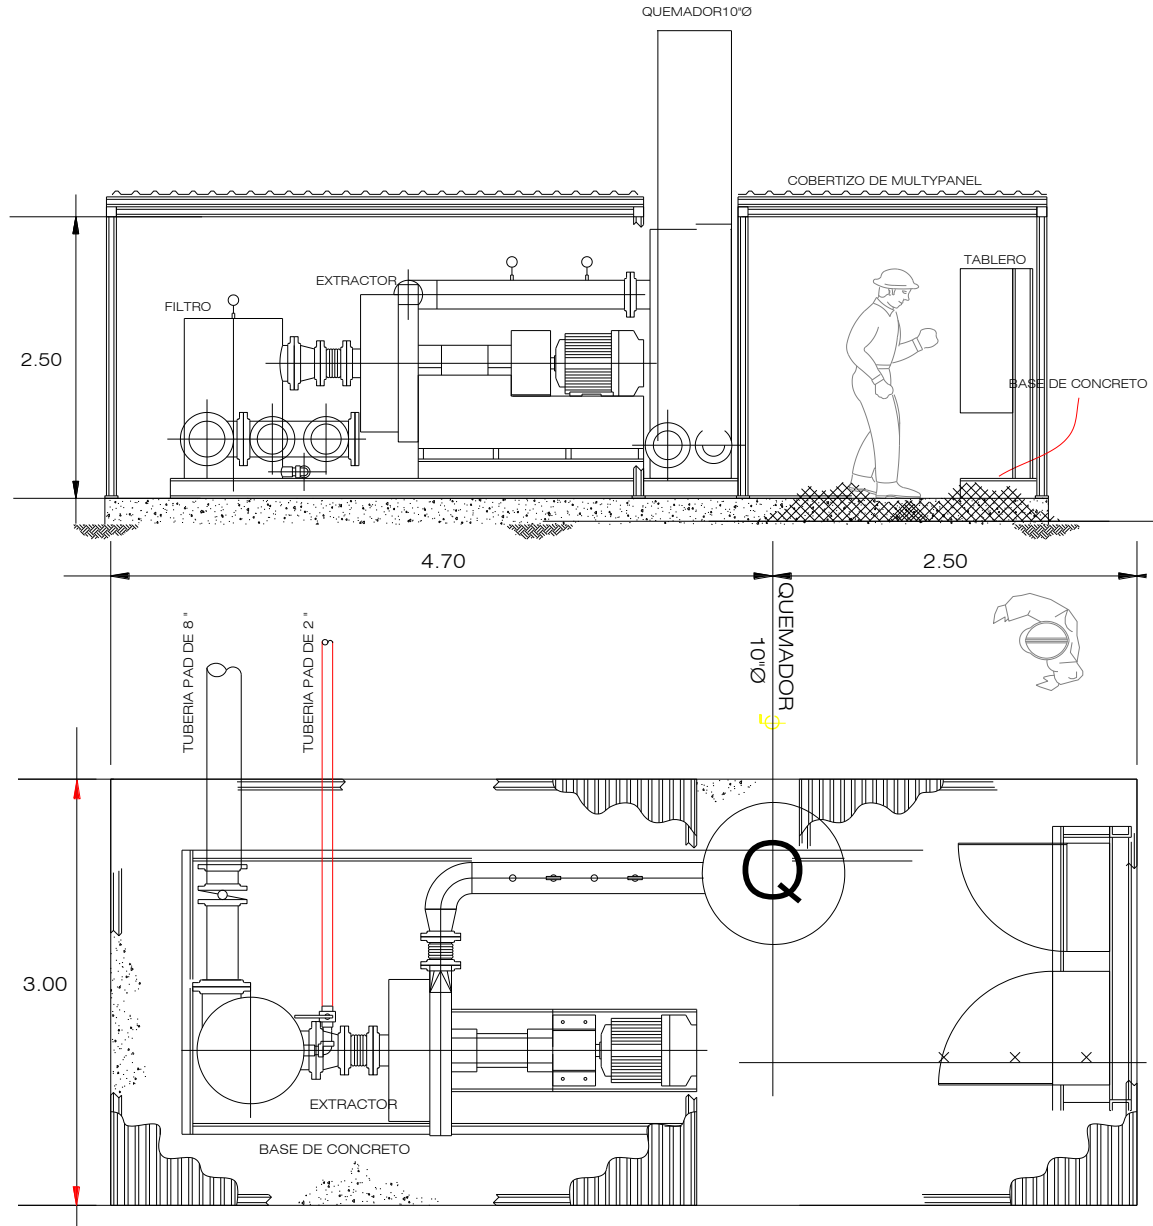 QUEMADOR10"Ø
COBERTIZO DE MULTYPANEL
TABLERO
EXTRACTOR
FILTRO
2.50
BASE DE CONCRETO
4.70
2.50
TUBERIA PAD DE 8 "
TUBERIA PAD DE 2 "
QUEMADOR
10"Ø
Q
3.00
EXTRACTOR
BASE DE CONCRETO